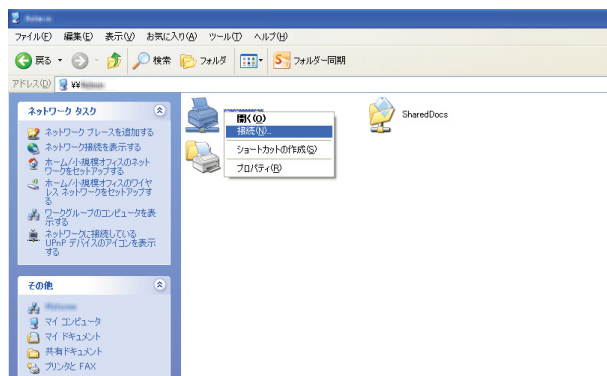 ファイル(F) 編集(E) 表示(V) お気に入り(A) ツール(T) ヘルプ(H)
戻る 検索 フォルダ フォルダー同期
アドレス(D) ¥¥
ネットワーク タスク
ネットワーク プレースを追加する
ネットワーク接続を表示する
ホーム/小規模オフィスのネット
ワークをセットアップする
ホーム/小規模オフィスのワイヤ
レス ネットワークをセットアップす
る
ワークグループのコンピュータを表
示する
ネットワークに接続している
UPnP デバイスのアイコンを表示
する
その他
マイ コンピュータ
マイ ドキュメント
共有ドキュメント
プリンタと FAX
開く(O)
接続(N)...
ショートカットの作成(S)
プロパティ(R)
SharedDocs